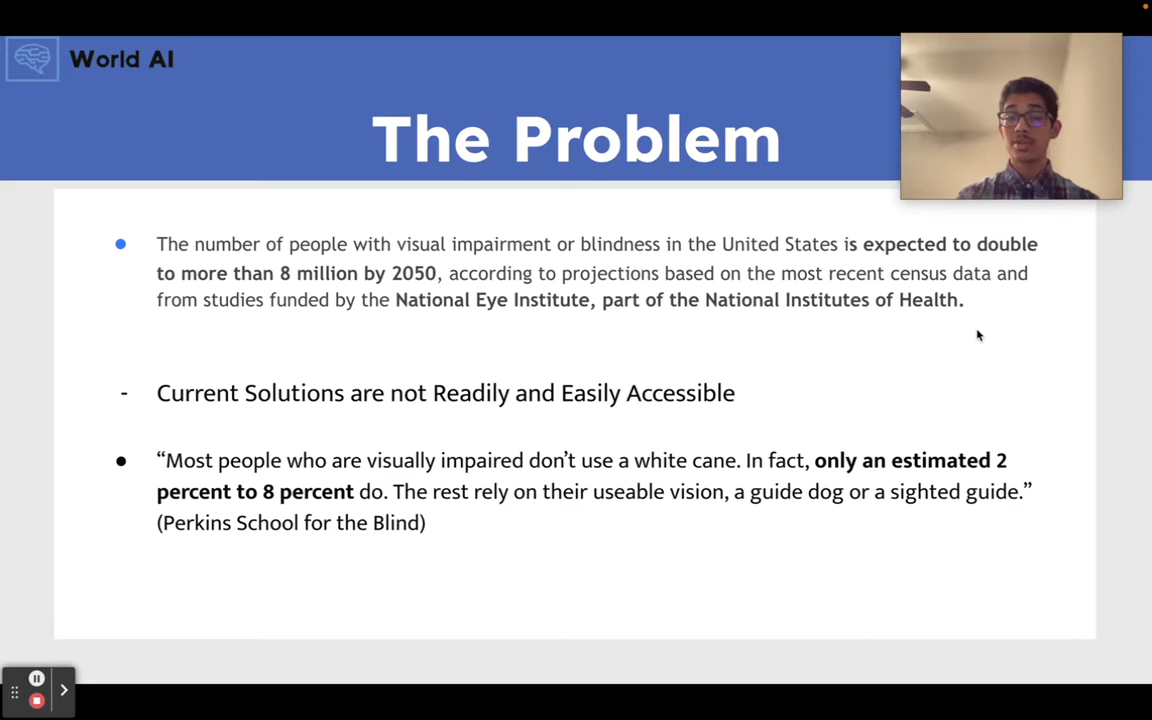 World AI
The Problem
The number of people with visual impairment or blindness in the United States is expected to double
to more than 8 million by 2050, according to projections based on the most recent census data and
from studies funded by the National Eye Institute, part of the National Institutes of Health.
- Current Solutions are not Readily and Easily Accessible
“Most people who are visually impaired don’t use a white cane. In fact, only an estimated 2
percent to 8 percent do. The rest rely on their useable vision, a guide dog or a sighted guide.”
(Perkins School for the Blind)